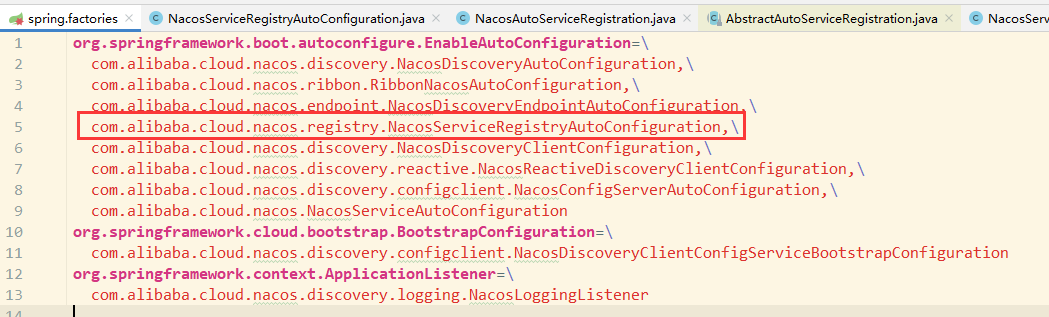 spring.factories NacosServiceRegistryAutoConfiguration.java NacosAutoServiceRegistration.java AbstractAutoServiceRegistration.java NacosServ
1 org.springframework.boot.autoconfigure.EnableAutoConfiguration=\
2 com.alibaba.cloud.nacos.discovery.NacosDiscoveryAutoConfiguration,\
3 com.alibaba.cloud.nacos.ribbon.RibbonNacosAutoConfiguration,\
4 com.alibaba.cloud.nacos.endpoint.NacosDiscoveryEndpointAutoConfiguration,\
5 com.alibaba.cloud.nacos.registry.NacosServiceRegistryAutoConfiguration,\
6 com.alibaba.cloud.nacos.discovery.NacosDiscoveryClientConfiguration,\
7 com.alibaba.cloud.nacos.discovery.reactive.NacosReactiveDiscoveryClientConfiguration,\
8 com.alibaba.cloud.nacos.discovery.configclient.NacosConfigServerAutoConfiguration,\
9 com.alibaba.cloud.nacos.NacosServiceAutoConfiguration
10 org.springframework.cloud.bootstrap.BootstrapConfiguration=\
11 com.alibaba.cloud.nacos.discovery.configclient.NacosDiscoveryClientConfigServiceBootstrapConfiguration
12 org.springframework.context.ApplicationListener=\
13 com.alibaba.cloud.nacos.discovery.logging.NacosLoggingListener
14